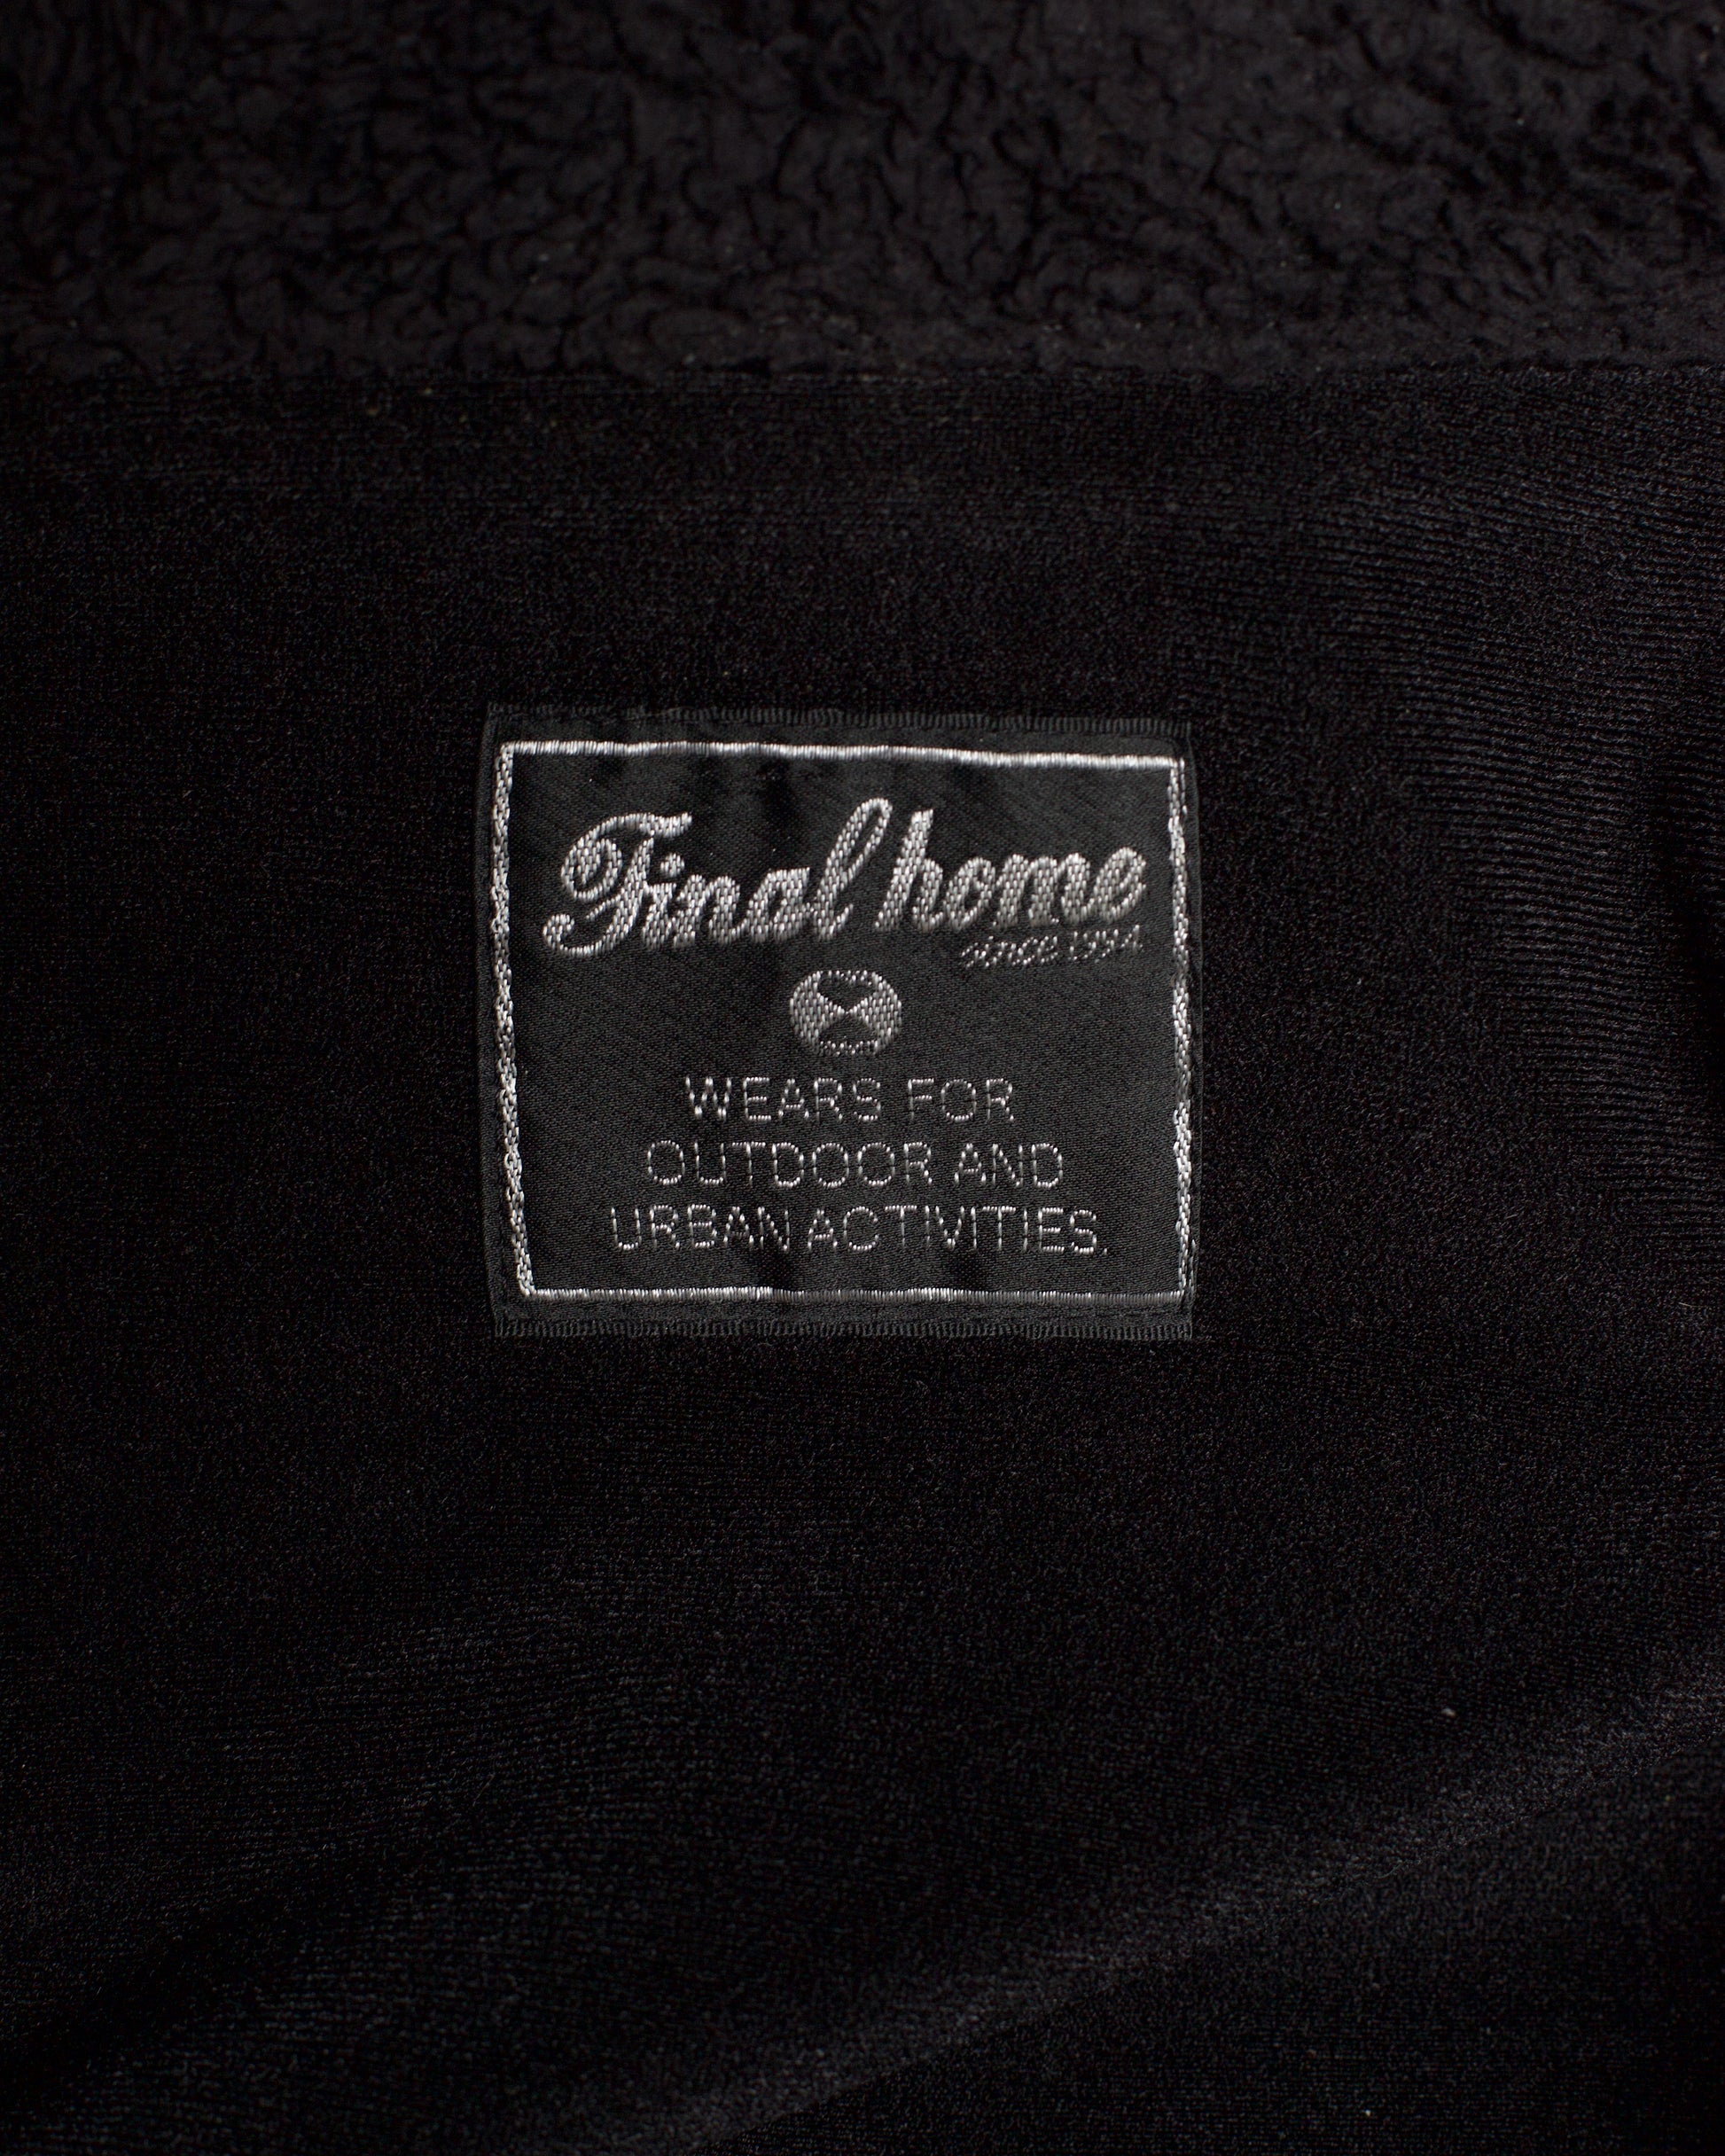 Final home
since 1994
WEARS FOR
OUTDOOR AND
URBAN ACTIVITIES.